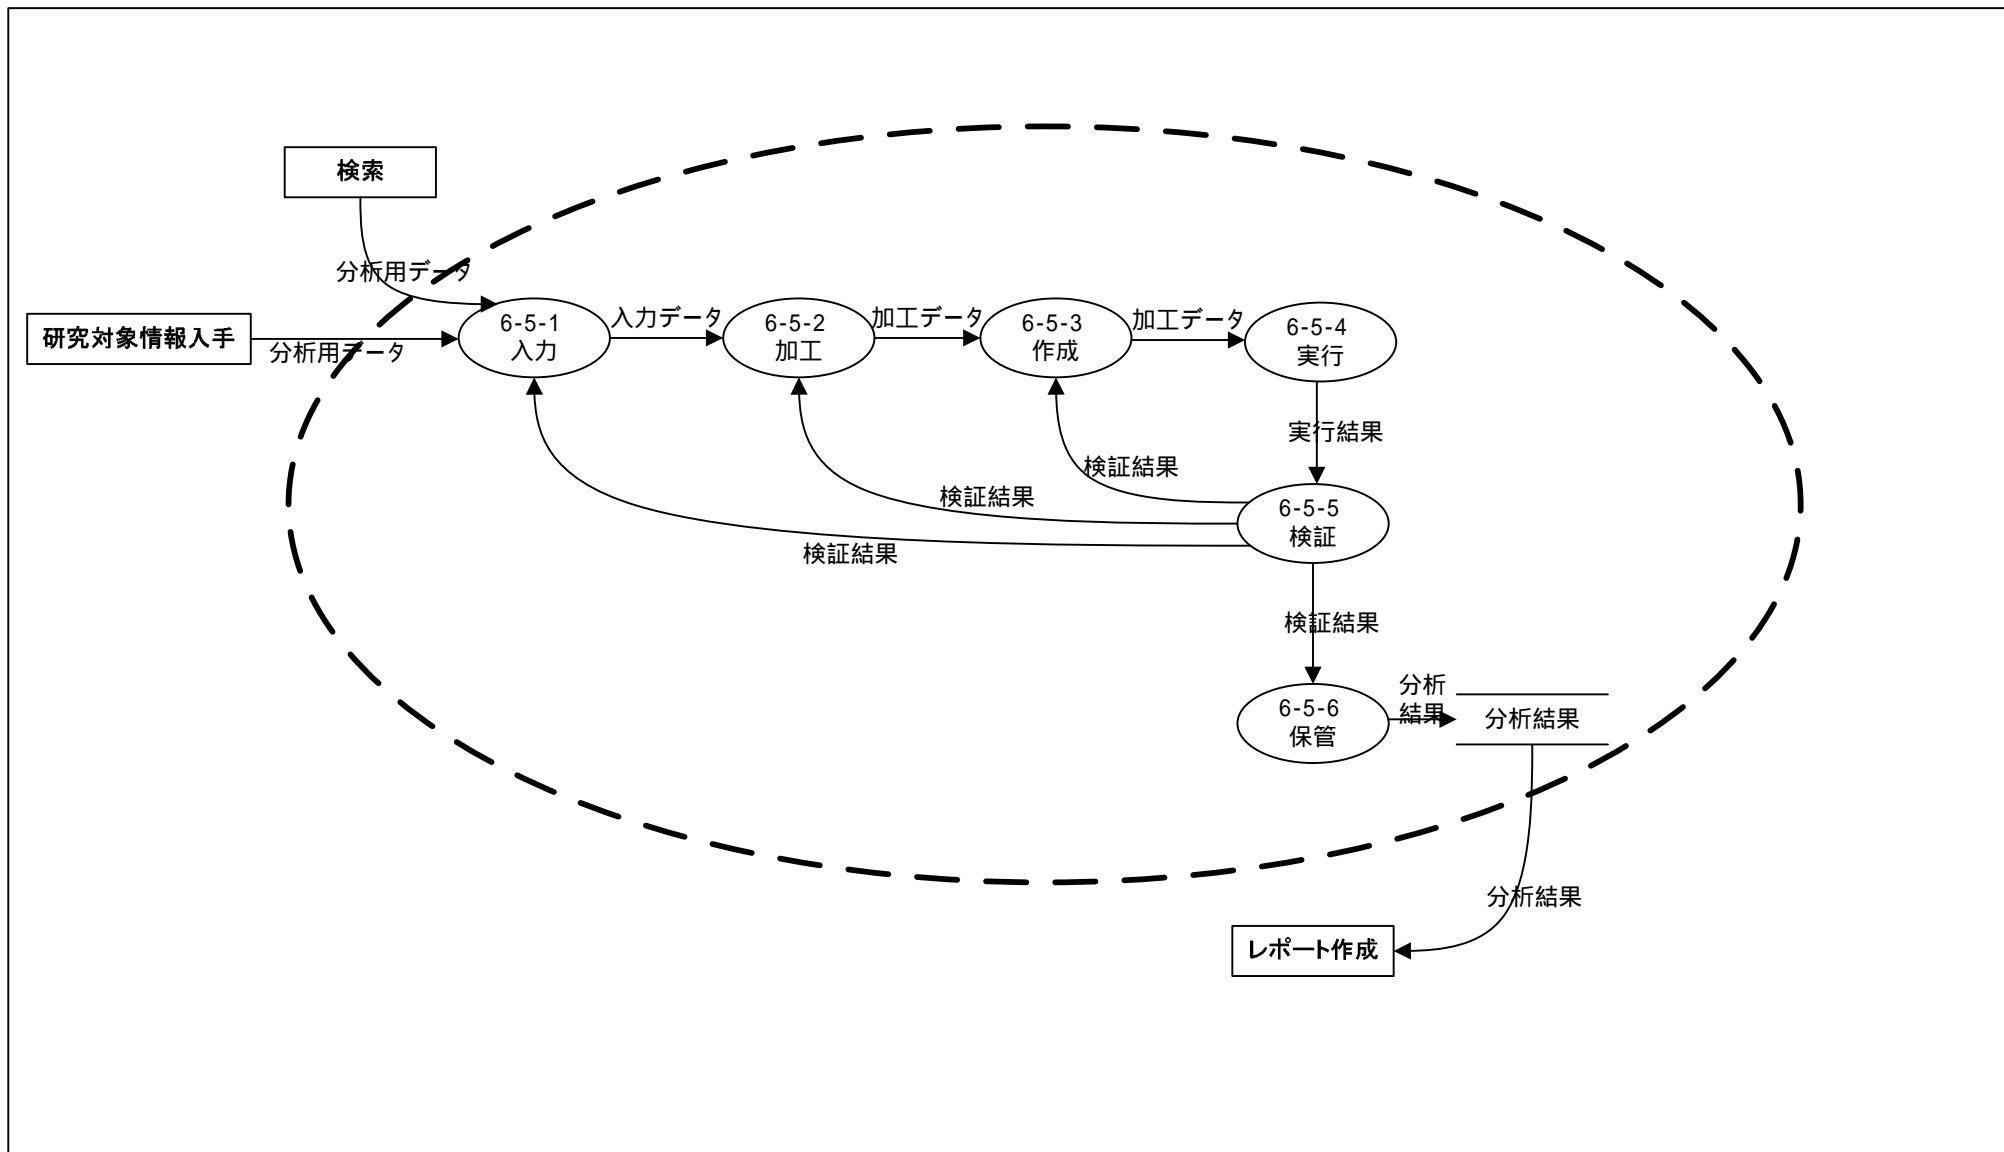 検索
分析用データ
研究対象情報入手
分析用データ
6-5-1
入力
入力データ
6-5-2
加工
加工データ
6-5-3
作成
加工データ
6-5-4
実行
実行結果
検証結果
検証結果
検証結果
6-5-5
検証
検証結果
6-5-6
保管
分析
結果
分析結果
分析結果
レポート作成